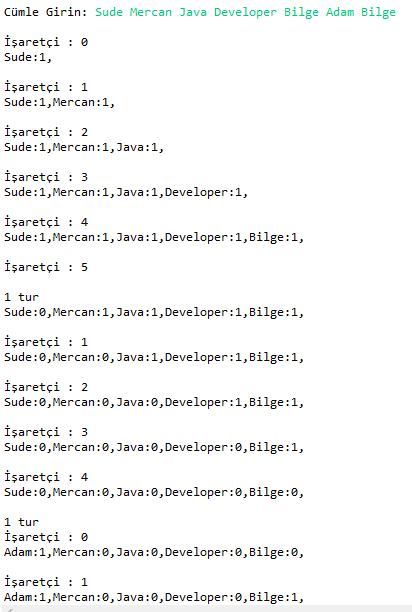 Cümle Girin: Sude Mercan Java Developer Bilge Adam Bilge
İşaretçi : 0
Sude:1,
İşaretçi : 1
Sude:1,Mercan:1,
İşaretçi : 2
Sude:1,Mercan:1,Java:1,
İşaretçi : 3
Sude:1,Mercan:1,Java:1,Developer:1,
İşaretçi : 4
Sude:1,Mercan:1,Java:1,Developer:1,Bilge:1,
İşaretçi : 5
1 tur
Sude:0,Mercan:1,Java:1,Developer:1,Bilge:1,
İşaretçi : 1
Sude:0,Mercan:0,Java:1,Developer:1,Bilge:1,
İşaretçi : 2
Sude:0,Mercan:0,Java:0,Developer:1,Bilge:1,
İşaretçi : 3
Sude:0,Mercan:0,Java:0,Developer:0,Bilge:1,
İşaretçi : 4
Sude:0,Mercan:0,Java:0,Developer:0,Bilge:0,
1 tur
İşaretçi : 0
Adam:1,Mercan:0,Java:0,Developer:0,Bilge:0,
İşaretçi : 1
Adam:1,Mercan:0,Java:0,Developer:0,Bilge:1,